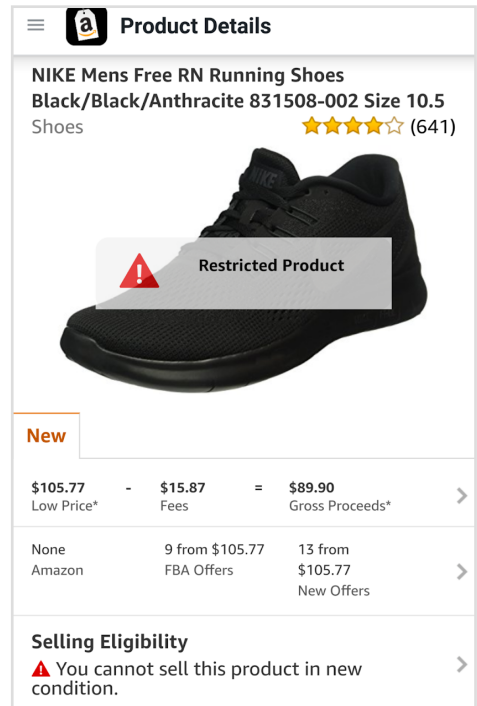 a
Product Details
NIKE Mens Free RN Running Shoes
Black/Black/Anthracite 831508-002 Size 10.5
Shoes
(641)
NIKE
Restricted Product
New
$105.77 - $15.87 = $89.90
Low Price* Fees Gross Proceeds*
None 9 from $105.77 13 from
Amazon FBA Offers $105.77
New Offers
Selling Eligibility
You cannot sell this product in new
condition.